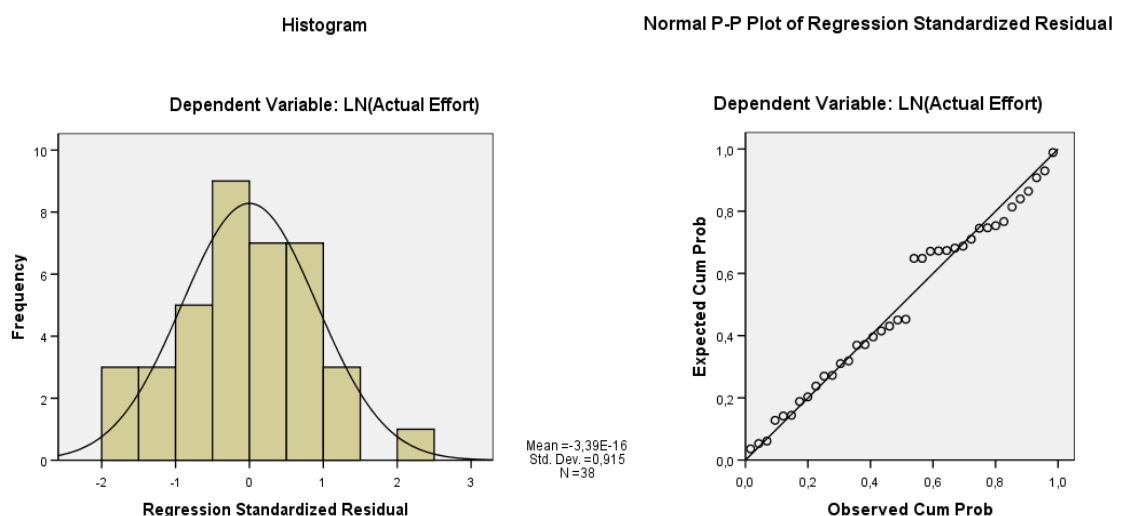 Histogram
Dependent Variable: LN(Actual Effort)
10
8
6
4
2
0
Frequency
-2
-1
0
1
2
3
Regression Standardized Residual
Mean =-3,39E-16
Std. Dev. =0,915
N =38
Normal P-P Plot of Regression Standardized Residual
Dependent Variable: LN(Actual Effort)
1,0
0,8
0,6
0,4
0,2
0,0
Expected Cum Prob
0,0
0,2
0,4
0,6
0,8
1,0
Observed Cum Prob